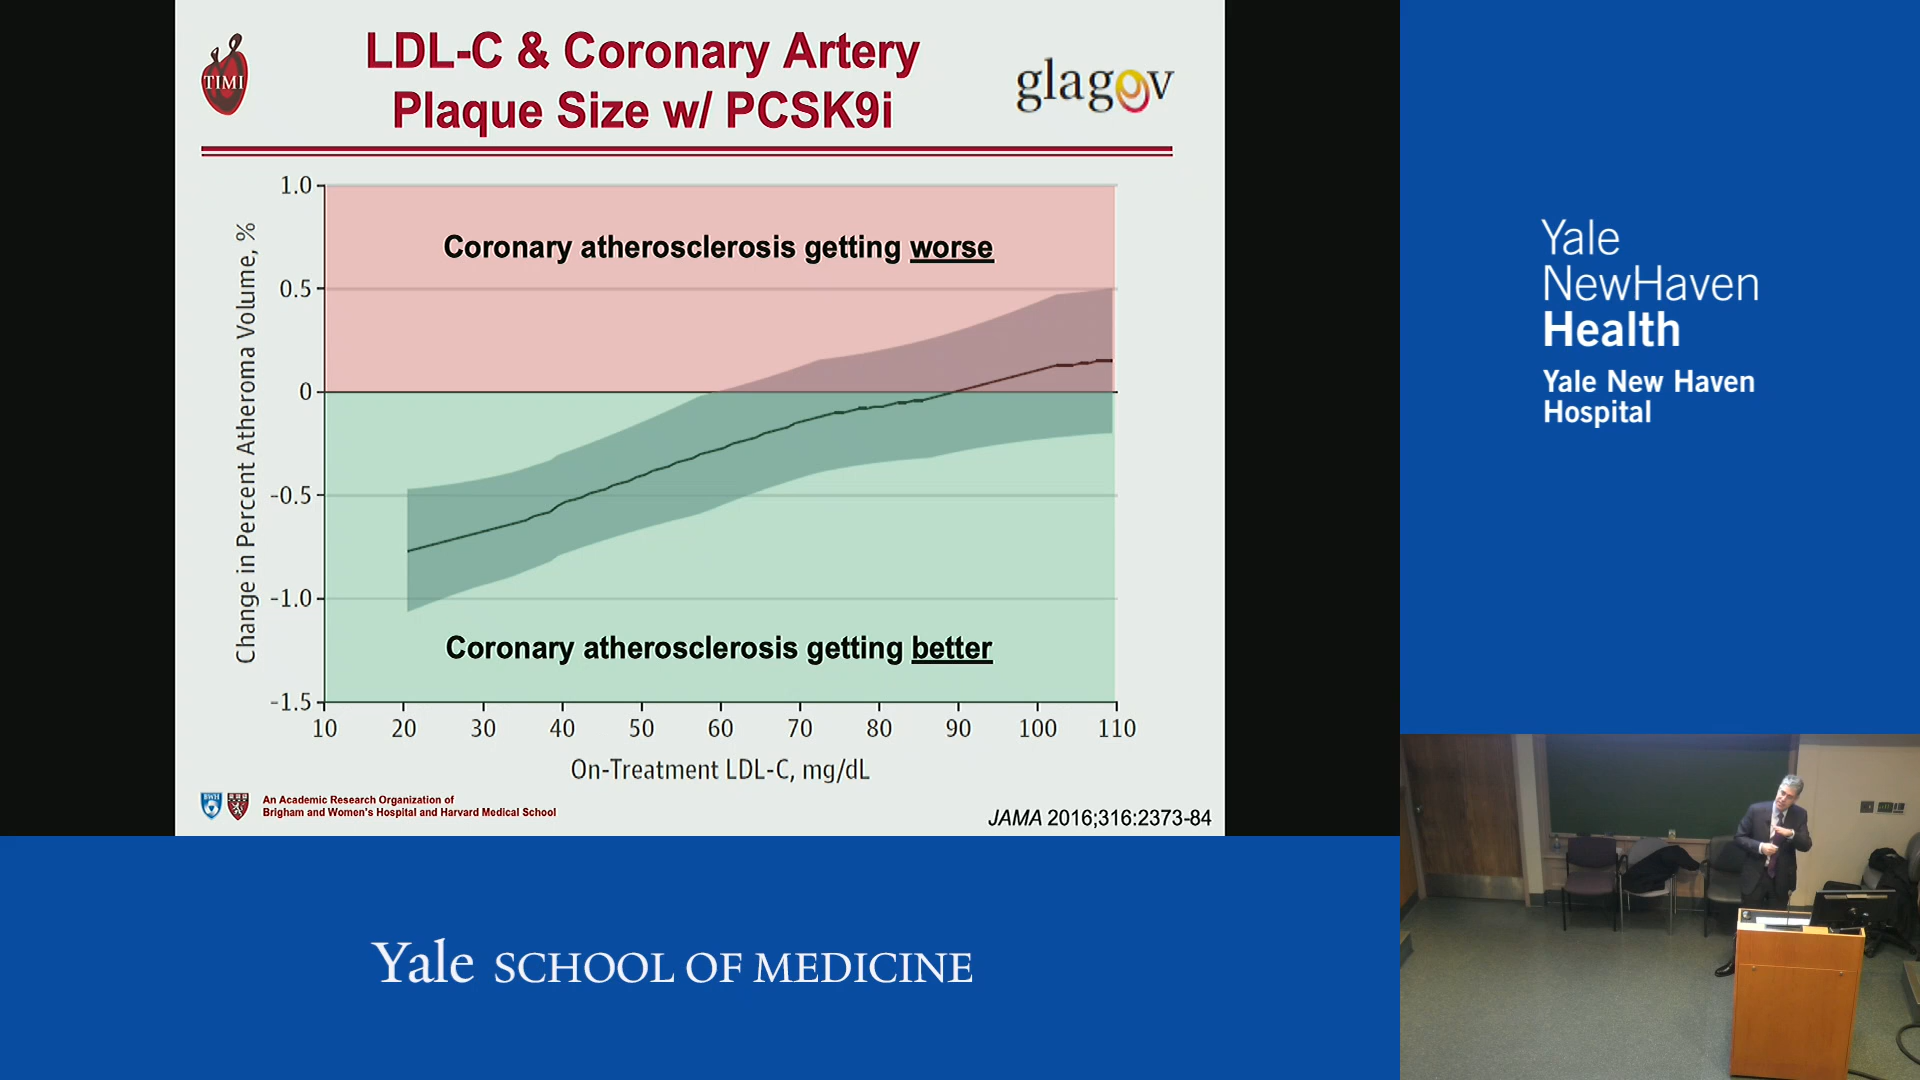 TIMI
LDL-C & Coronary Artery
Plaque Size w/ PCSK9i
glagov
Change in Percent Atheroma Volume, %
1.0
0.5
0
-0.5
-1.0
-1.5
Coronary atherosclerosis getting worse
Coronary atherosclerosis getting better
10 20 30 40 50 60 70 80 90 100 110
On-Treatment LDL-C, mg/dL
BWH
An Academic Research Organization of
Brigham and Women's Hospital and Harvard Medical School
JAMA 2016;316:2373-84
Yale
NewHaven
Health
Yale New Haven
Hospital
Yale SCHOOL OF MEDICINE